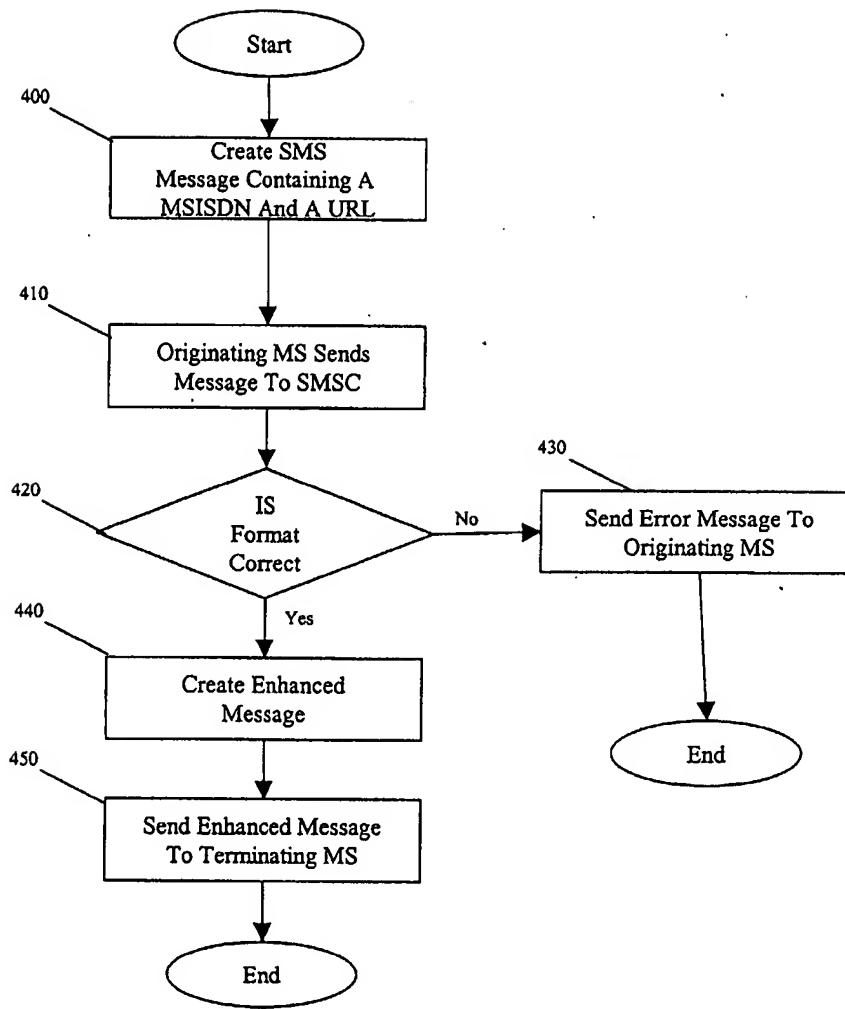 Start
400
Create SMS
Message Containing A
MSISDN And A URL
410
Originating MS Sends
Message To SMSC
420
IS
Format
Correct
No
430
Send Error Message To
Originating MS
Yes
440
Create Enhanced
Message
End
450
Send Enhanced Message
To Terminating MS
End